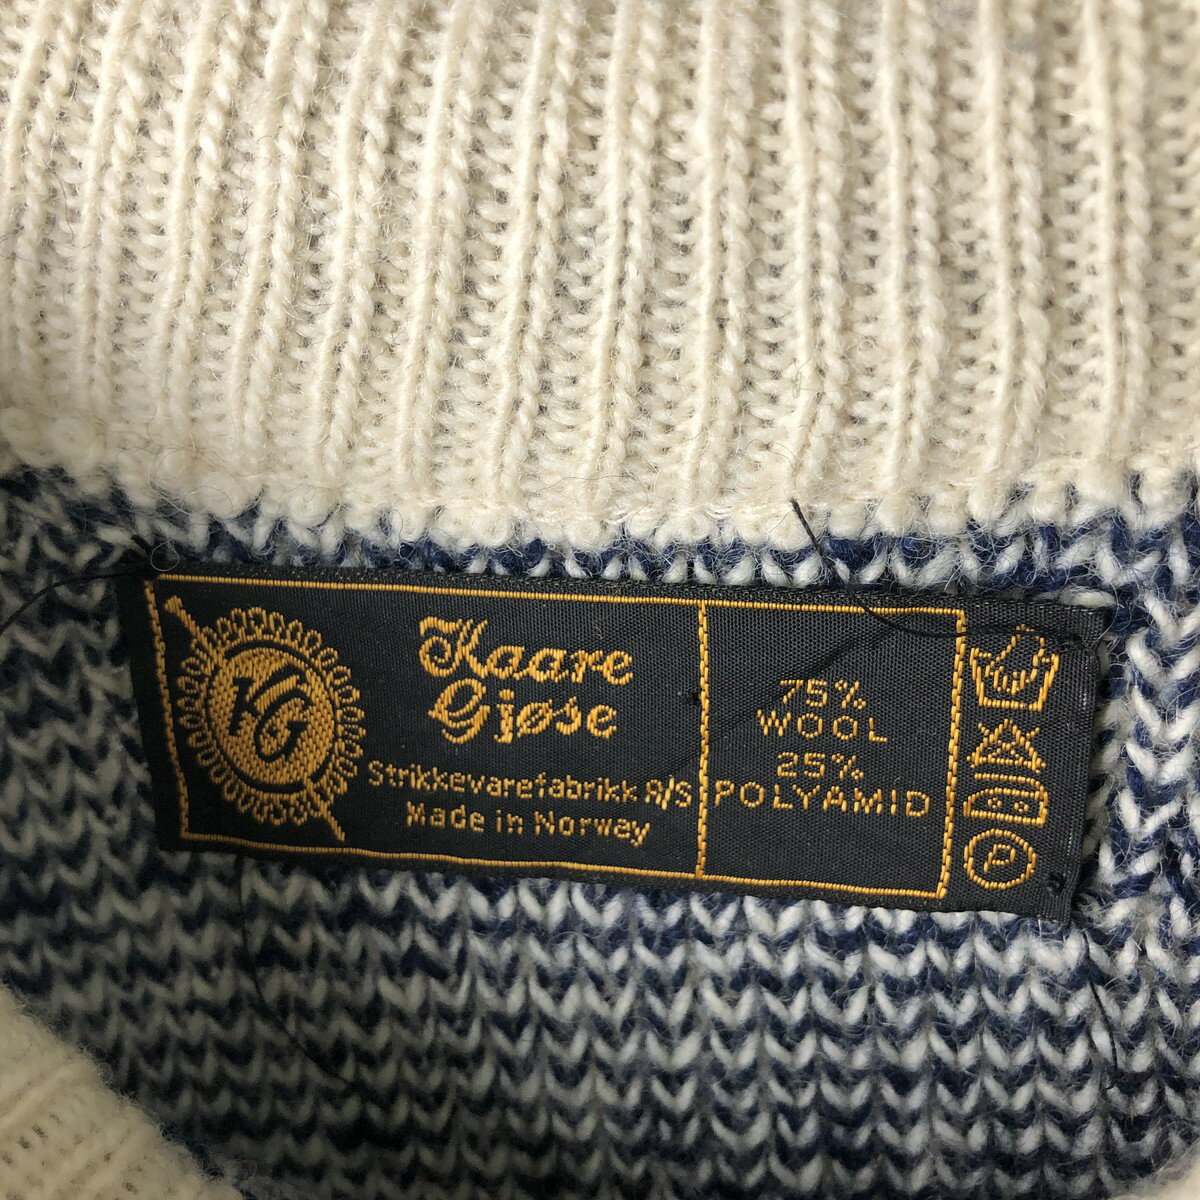 KG
Kaare
Gjøse
Strikkevarefabrikk A/S
Made in Norway
75%
WOOL
25%
POLYAMID
P